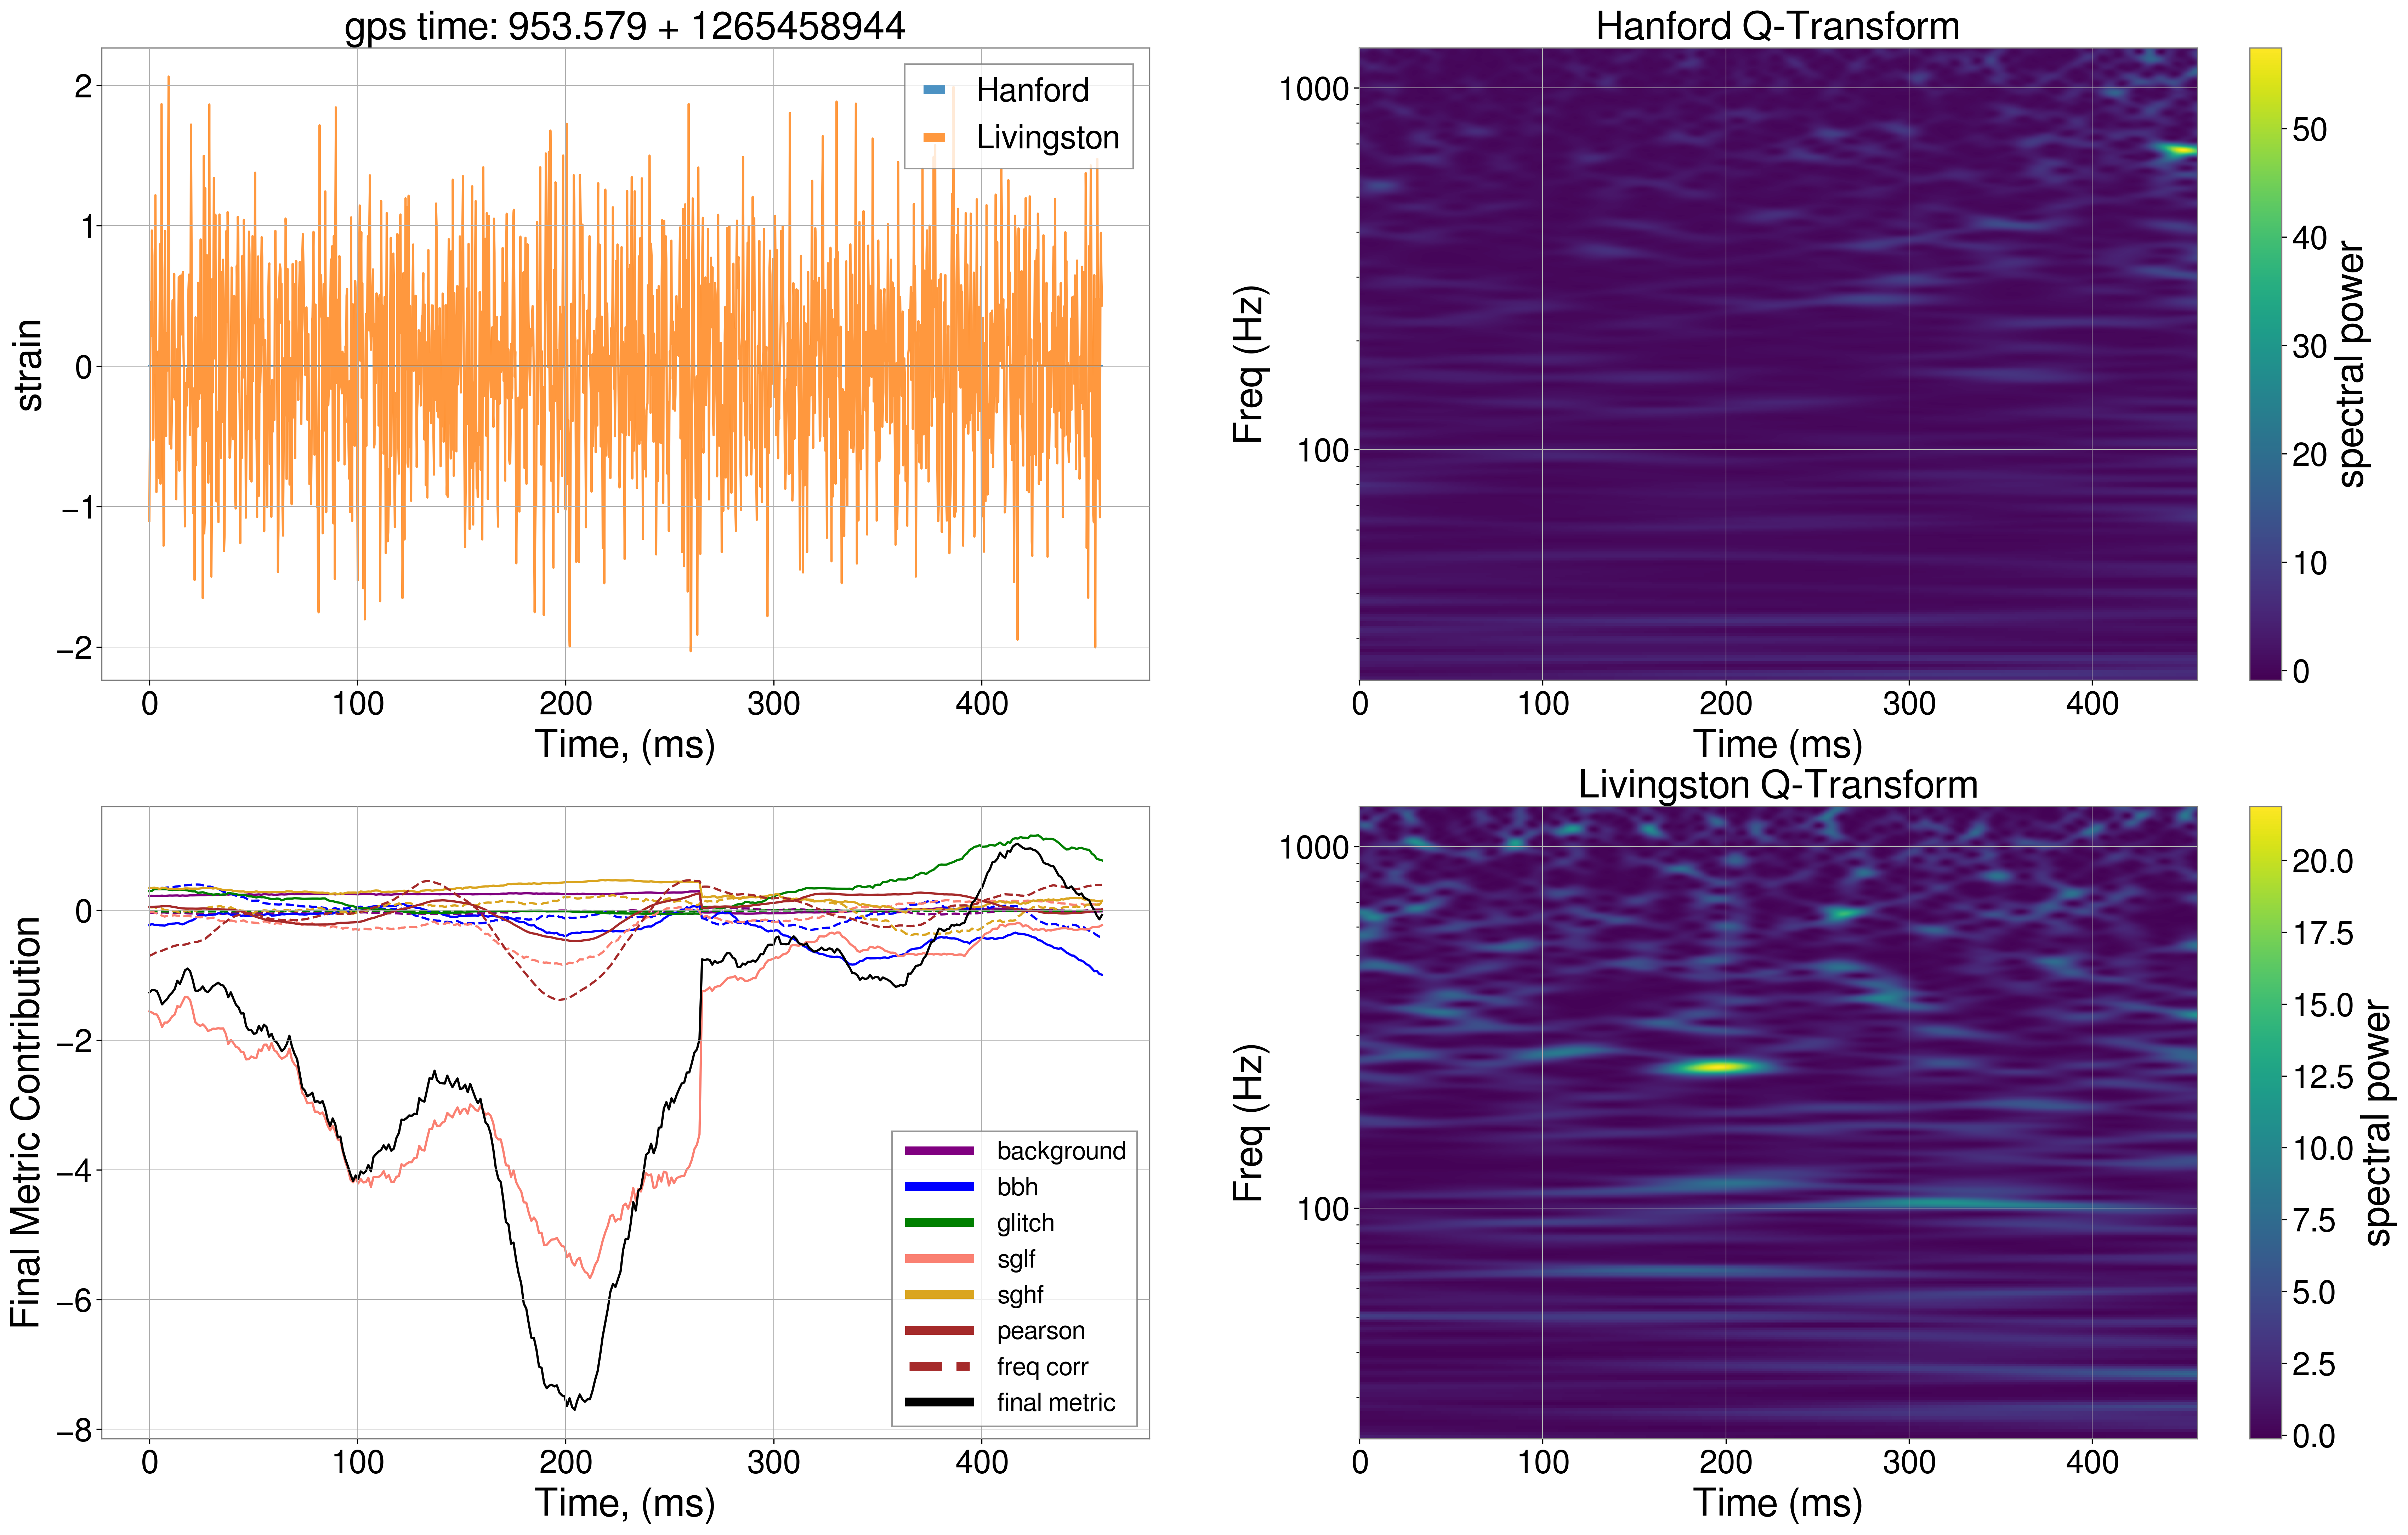 gps time: 953.579 + 1265458944
2
1
0
−1
−2
strain
0
100
200
300
400
Time, (ms)
Hanford
Livingston
Hanford Q-Transform
1000
100
Freq (Hz)
0
100
200
300
400
Time (ms)
50
40
30
20
10
0
spectral power
0
−2
−4
−6
−8
Final Metric Contribution
0
100
200
300
400
Time, (ms)
background
bbh
glitch
sglf
sghf
pearson
freq corr
final metric
Livingston Q-Transform
1000
100
Freq (Hz)
0
100
200
300
400
Time (ms)
20.0
17.5
15.0
12.5
10.0
7.5
5.0
2.5
0.0
spectral power